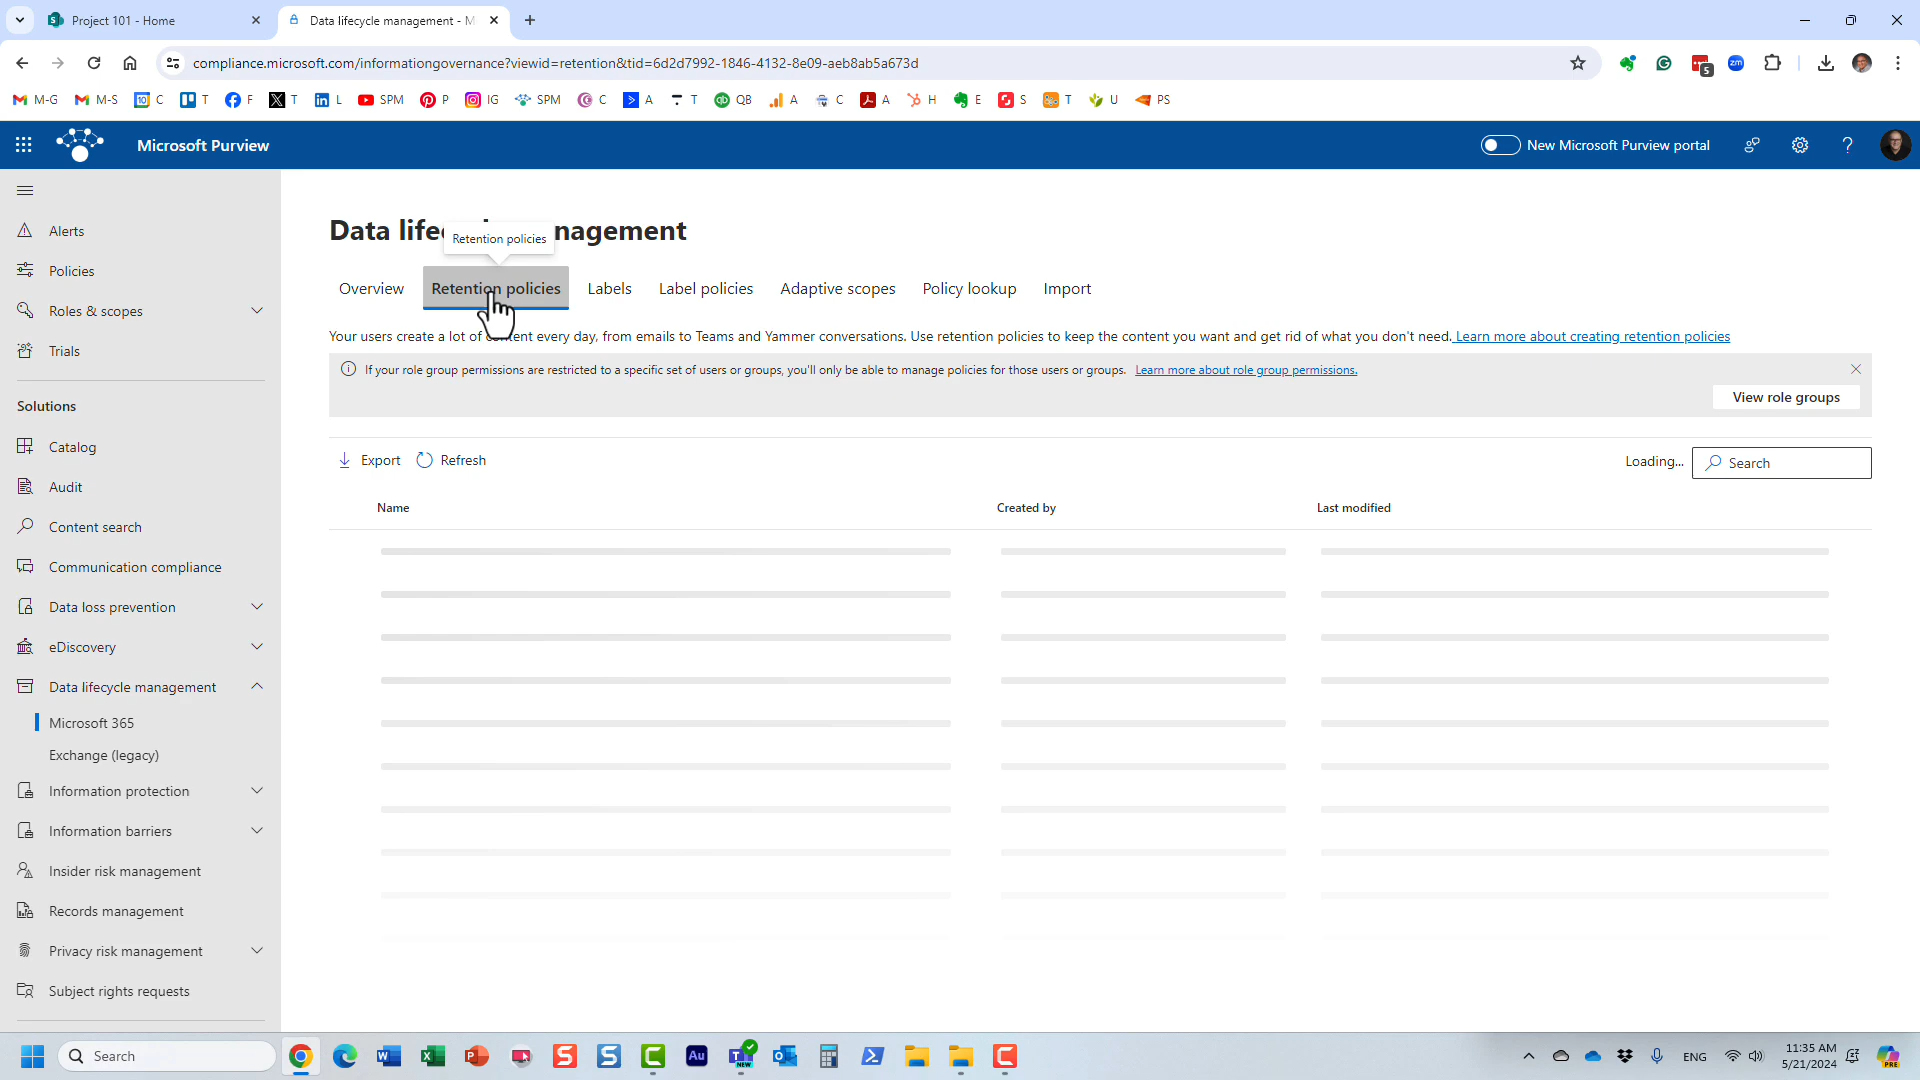 Project 101 - Home
Data lifecycle management - M
compliance.microsoft.com/informationgovernance?viewid=retention&tid=6d2d7992-1846-4132-8e09-aeb8ab5a673d
5
zm
M-G
M-S
10
C
T
F
T
L
SPM
P
IG
SPM
C
A
T
QB
A
C
A
H
E
S
T
U
PS
Microsoft Purview
New Microsoft Purview portal
Alerts
Policies
Roles & scopes
Trials
Solutions
Catalog
Audit
Content search
Communication compliance
Data loss prevention
eDiscovery
Data lifecycle management
Microsoft 365
Exchange (legacy)
Information protection
Information barriers
Insider risk management
Records management
Privacy risk management
Subject rights requests
Data life nagement
Retention policies
Overview
Retention policies
Labels
Label policies
Adaptive scopes
Policy lookup
Import
Your users create a lot of content every day, from emails to Teams and Yammer conversations. Use retention policies to keep the content you want and get rid of what you don't need. Learn more about creating retention policies
If your role group permissions are restricted to a specific set of users or groups, you'll only be able to manage policies for those users or groups. Learn more about role group permissions.
View role groups
Export
Refresh
Loading...
Search
Name
Created by
Last modified
Search
Au
NEW
ENG
11:35 AM
5/21/2024
PRE